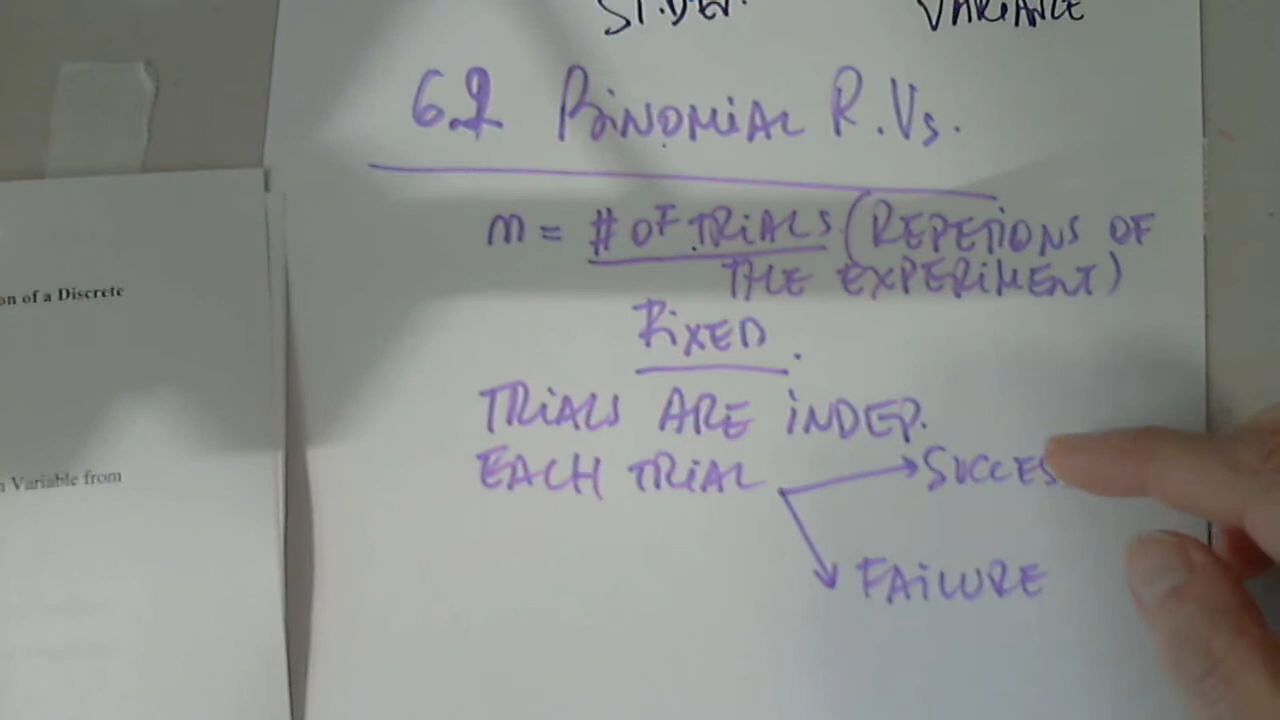 ST. DEV. VARIANCE
6.2 BINOMIAL R.Vs.
n = # OF TRIALS (REPETIONS OF
THE EXPERIMENT)
FIXED.
on of a Discrete
TRIALS ARE INDEP.
EACH TRIAL → SUCCES
n Variable from
FAILURE